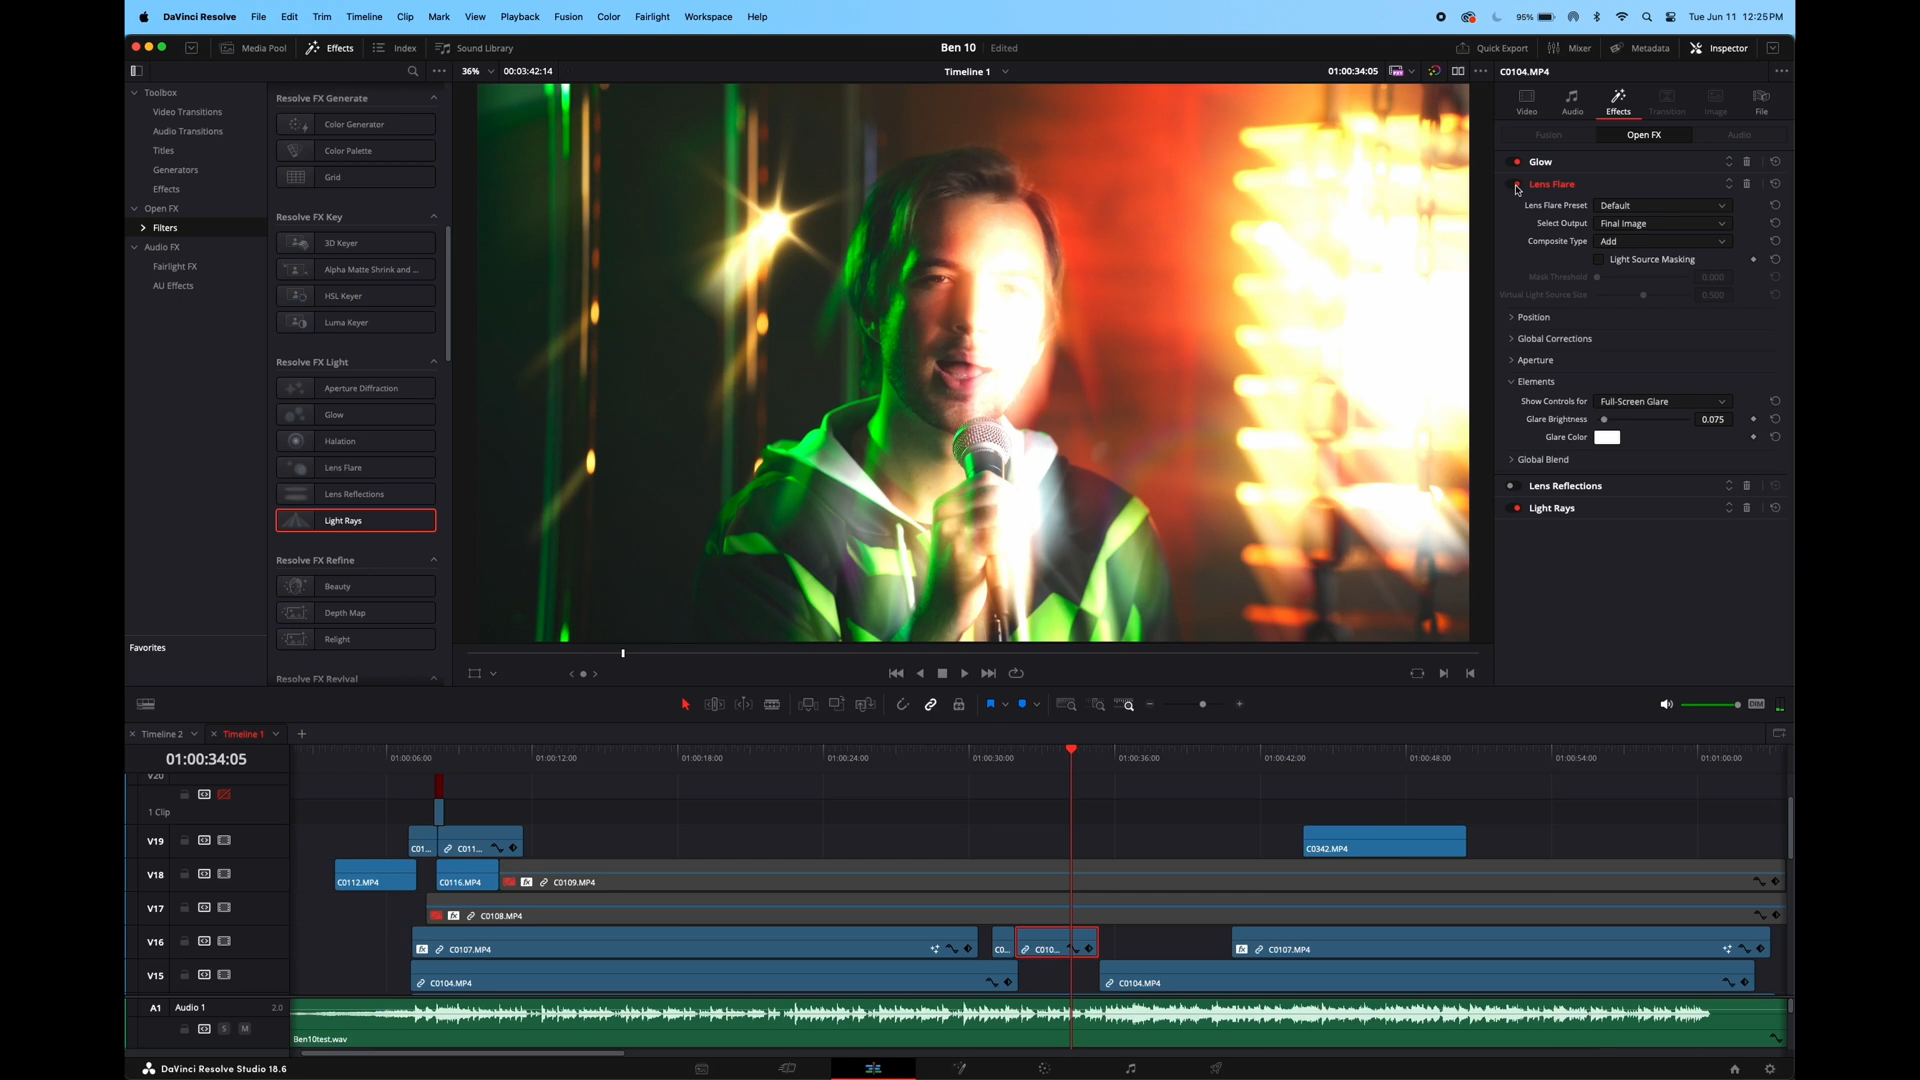 DaVinci Resolve File Edit Trim Timeline Clip Mark View Playback Fusion Color Fairlight Workspace Help 95% Tue Jun 11 12:25PM
Media Pool Effects Index Sound Library Ben 10 Edited Quick Export Mixer Metadata Inspector
36% 00:03:42:14 Timeline 1 01:00:34:05 C0104.MP4
Toolbox
Video Transitions
Audio Transitions
Titles
Generators
Effects
Open FX
Filters
Audio FX
Fairlight FX
AU Effects
Favorites
Resolve FX Generate
Color Generator
Color Palette
Grid
Resolve FX Key
3D Keyer
Alpha Matte Shrink and ...
HSL Keyer
Luma Keyer
Resolve FX Light
Aperture Diffraction
Glow
Halation
Lens Flare
Lens Reflections
Light Rays
Resolve FX Refine
Beauty
Depth Map
Relight
Resolve FX Revival
Video Audio Effects Transition Image File
Fusion Open FX Audio
Glow
Lens Flare
Lens Flare Preset Default
Select Output Final Image
Composite Type Add
Light Source Masking
Mask Threshold 0.000
Virtual Light Source Size 0.500
Position
Global Corrections
Aperture
Elements
Show Controls for Full-Screen Glare
Glare Brightness 0.075
Glare Color
Global Blend
Lens Reflections
Light Rays
DIM
Timeline 2 Timeline 1
01:00:34:05 01:00:06:00 01:00:12:00 01:00:18:00 01:00:24:00 01:00:30:00 01:00:36:00 01:00:42:00 01:00:48:00 01:00:54:00 01:01:00:00
V20
1 Clip
V19 C01... C011... C0342.MP4
V18 C0112.MP4 C0116.MP4 fx C0109.MP4
V17 fx C0108.MP4
V16 fx C0107.MP4 C0... C010... fx C0107.MP4
V15 C0104.MP4 C0104.MP4
A1 Audio 1 2.0
S M
Ben10test.wav
DaVinci Resolve Studio 18.6